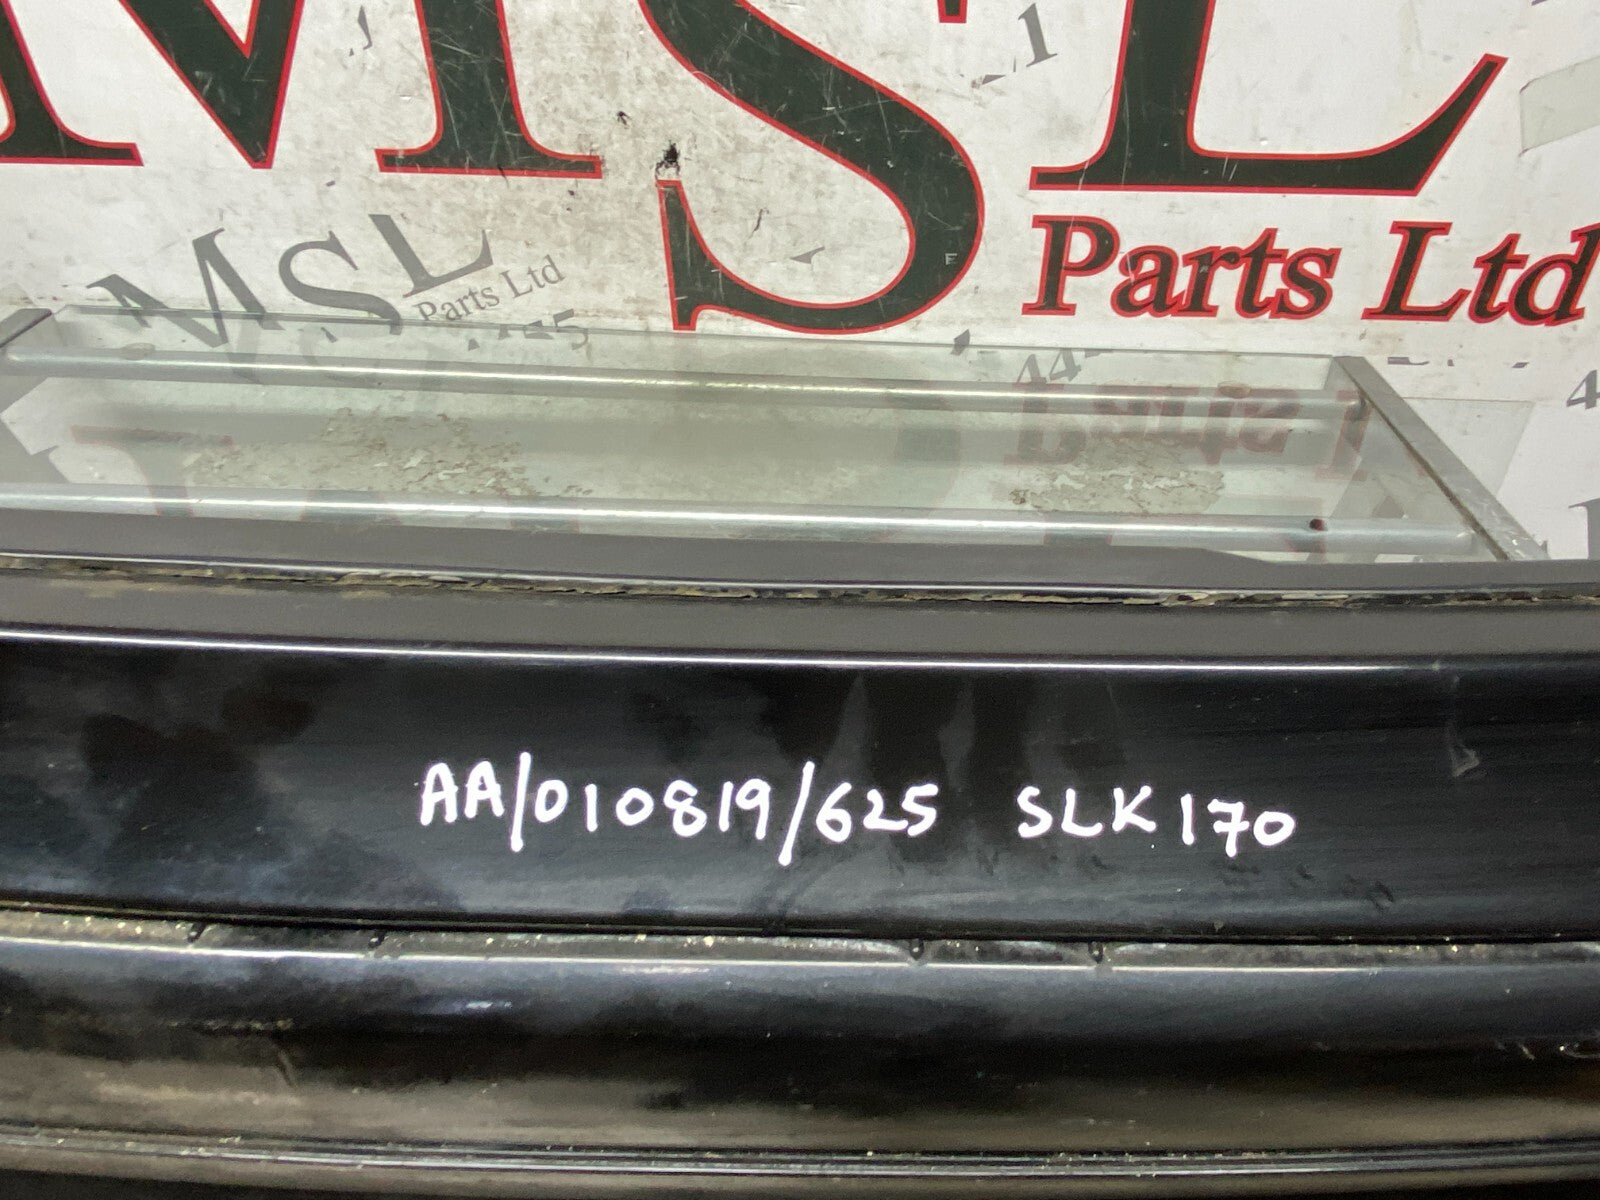 MSL
Parts Ltd
MSL
Parts Ltd
AA/010819/625 SLK170